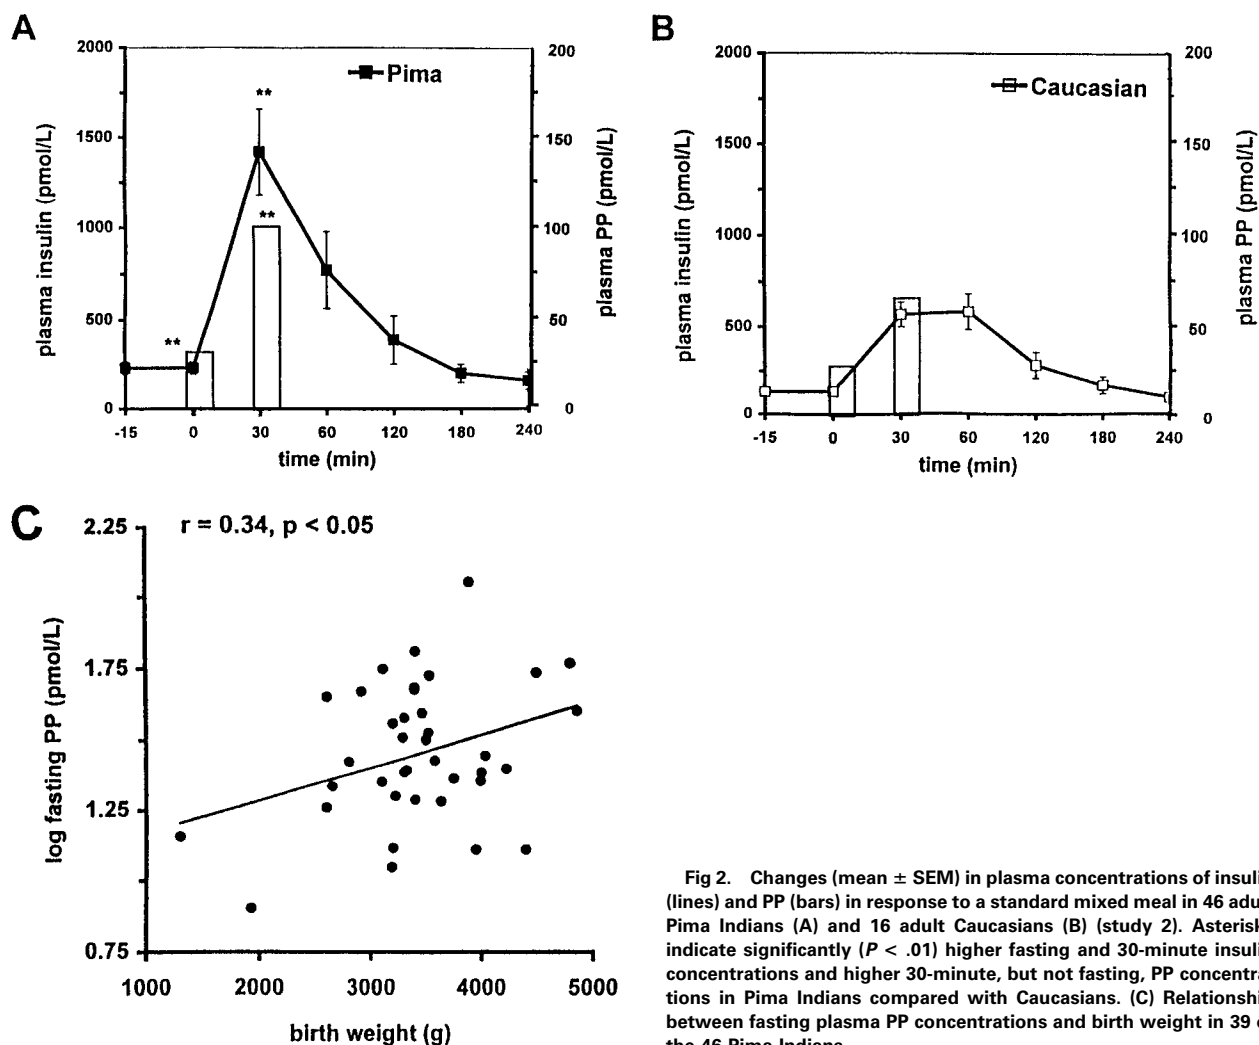 A
2000
1500
1000
500
0
plasma insulin (pmol/L)
Pima
**
**
**
200
150
100
50
0
plasma PP (pmol/L)
-15 0 30 60 120 180 240
time (min)
B
2000
1500
1000
500
0
plasma insulin (pmol/L)
Caucasian
200
150
100
50
0
plasma PP (pmol/L)
-15 0 30 60 120 180 240
time (min)
C
r = 0.34, p < 0.05
2.25
1.75
1.25
0.75
log fasting PP (pmol/L)
1000 2000 3000 4000 5000
birth weight (g)
Fig 2. Changes (mean ± SEM) in plasma concentrations of insuli
(lines) and PP (bars) in response to a standard mixed meal in 46 adu
Pima Indians (A) and 16 adult Caucasians (B) (study 2). Asterisk
indicate significantly (P < .01) higher fasting and 30-minute insuli
concentrations and higher 30-minute, but not fasting, PP concentra
tions in Pima Indians compared with Caucasians. (C) Relationshi
between fasting plasma PP concentrations and birth weight in 39 o
the 46 Pima Indians